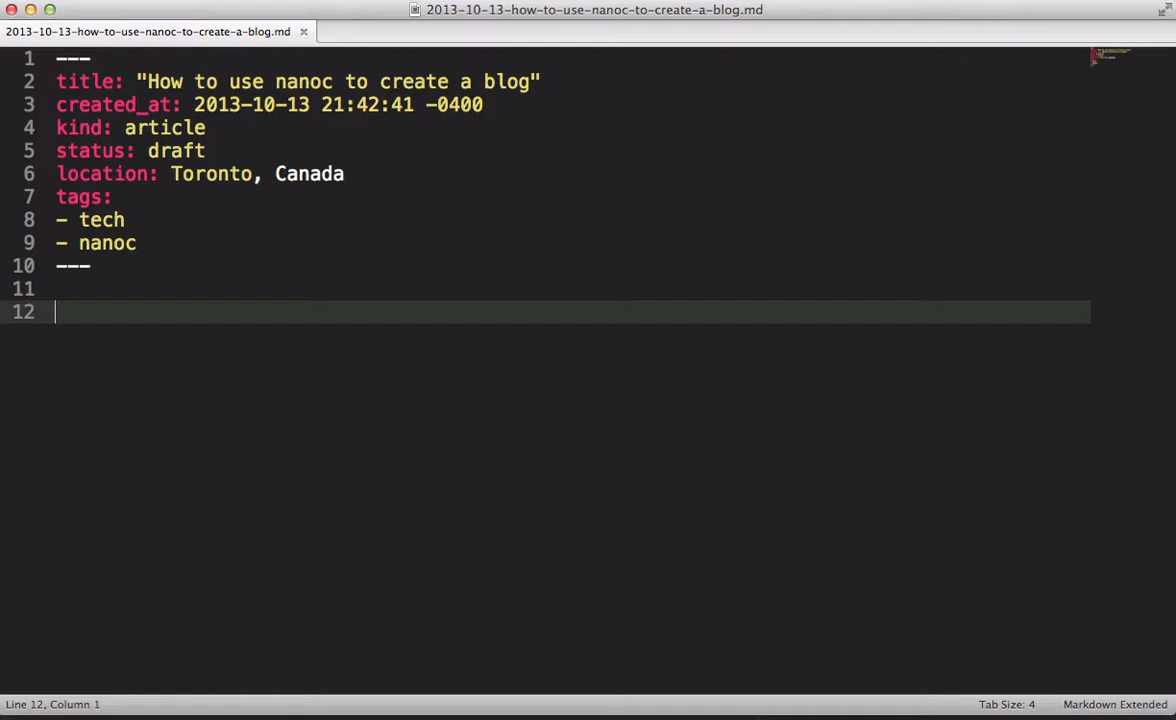 2013-10-13-how-to-use-nanoc-to-create-a-blog.md
2013-10-13-how-to-use-nanoc-to-create-a-blog.md ×
1 ---
2 title: "How to use nanoc to create a blog"
3 created_at: 2013-10-13 21:42:41 -0400
4 kind: article
5 status: draft
6 location: Toronto, Canada
7 tags:
8 - tech
9 - nanoc
10 ---
11
12
Line 12, Column 1 Tab Size: 4 Markdown Extended